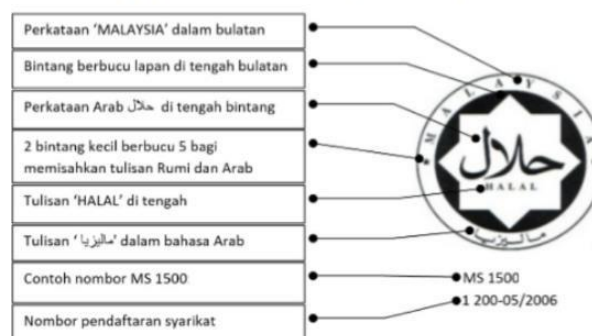 Perkataan ‘MALAYSIA’ dalam bulatan
Bintang berbucu lapan di tengah bulatan
Perkataan Arab حلال di tengah bintang
2 bintang kecil berbucu 5 bagi
memisahkan tulisan Rumi dan Arab
Tulisan ‘HALAL’ di tengah
Tulisan ‘ماليزيا’ dalam bahasa Arab
Contoh nombor MS 1500
Nombor pendaftaran syarikat
MALAYSIA
حلال
HALAL
ماليزيا
MS 1500
1 200-05/2006